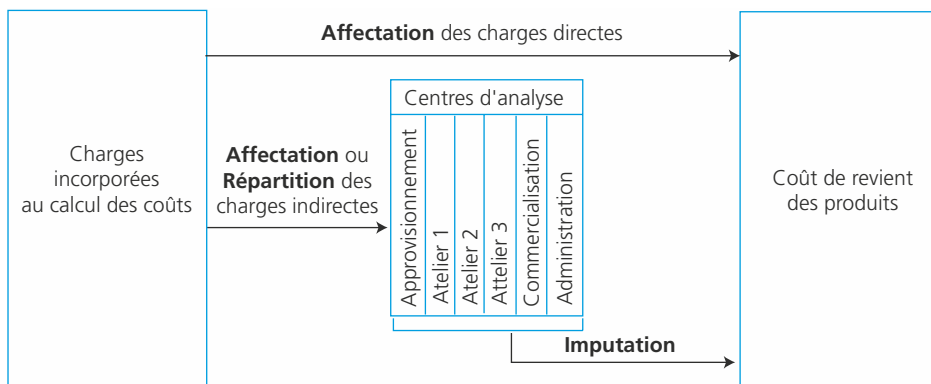 Affectation des charges directes
Charges
incorporées
au calcul des coûts
Affectation ou
Répartition des
charges indirectes
Centres d'analyse
Approvisionnement
Atelier 1
Atelier 2
Attelier 3
Commercialisation
Administration
Imputation
Coût de revient
des produits